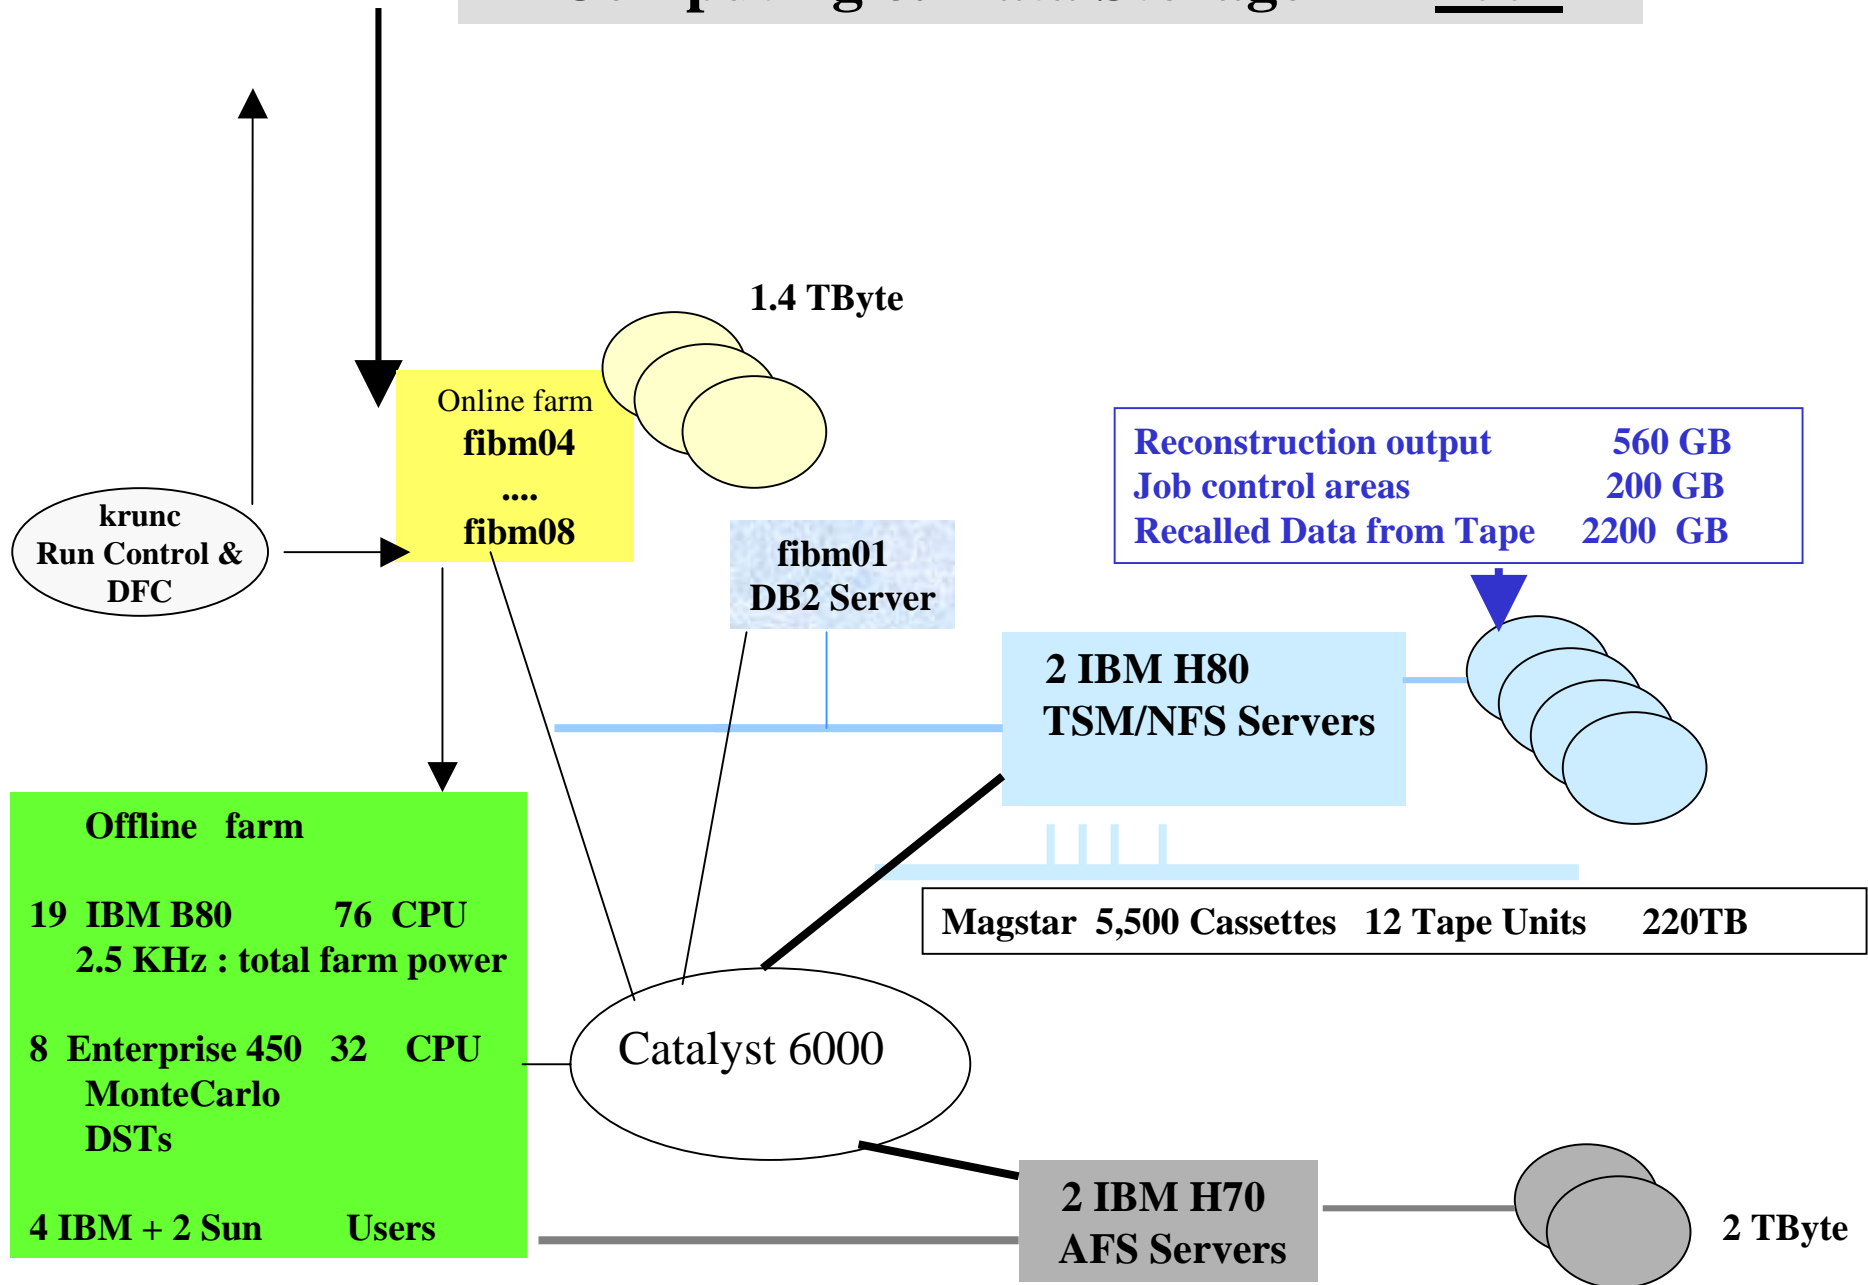 1.4 TByte
Online farm
fibm04
....
fibm08
krunc
Run Control &
DFC
fibm01
DB2 Server
Reconstruction output 560 GB
Job control areas 200 GB
Recalled Data from Tape 2200 GB
2 IBM H80
TSM/NFS Servers
Offline farm
19 IBM B80 76 CPU
2.5 KHz : total farm power
8 Enterprise 450 32 CPU
MonteCarlo
DSTs
4 IBM + 2 Sun Users
Magstar 5,500 Cassettes 12 Tape Units 220TB
Catalyst 6000
2 IBM H70
AFS Servers
2 TByte